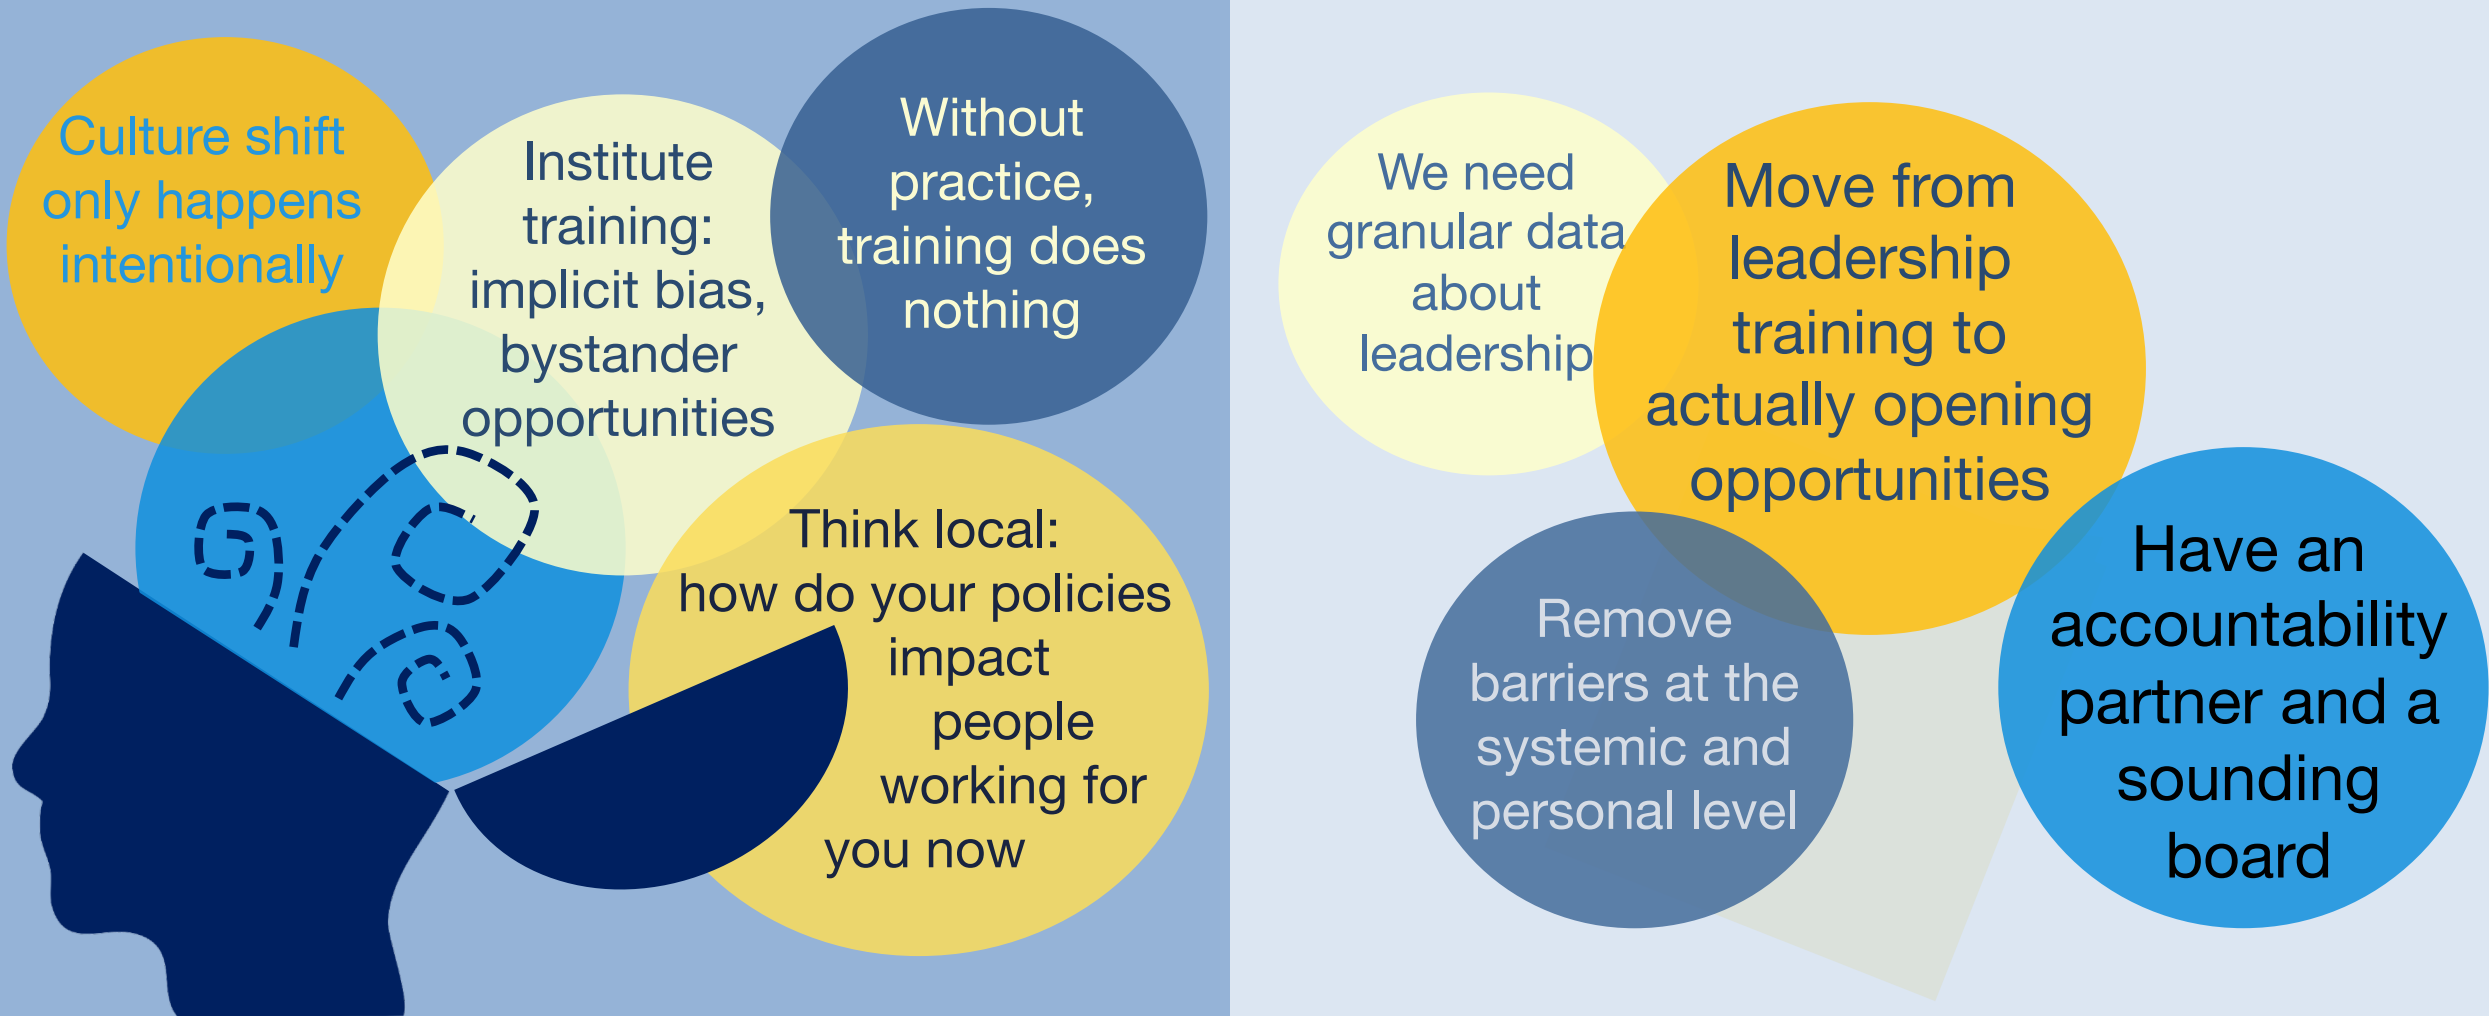 Culture shift
only happens
intentionally
Institute
training:
implicit bias,
bystander
opportunities
Without
practice,
training does
nothing
Think local:
how do your policies
impact
people
working for
you now
We need
granular data
about
leadership
Move from
leadership
training to
actually opening
opportunities
Remove
barriers at the
systemic and
personal level
Have an
accountability
partner and a
sounding
board